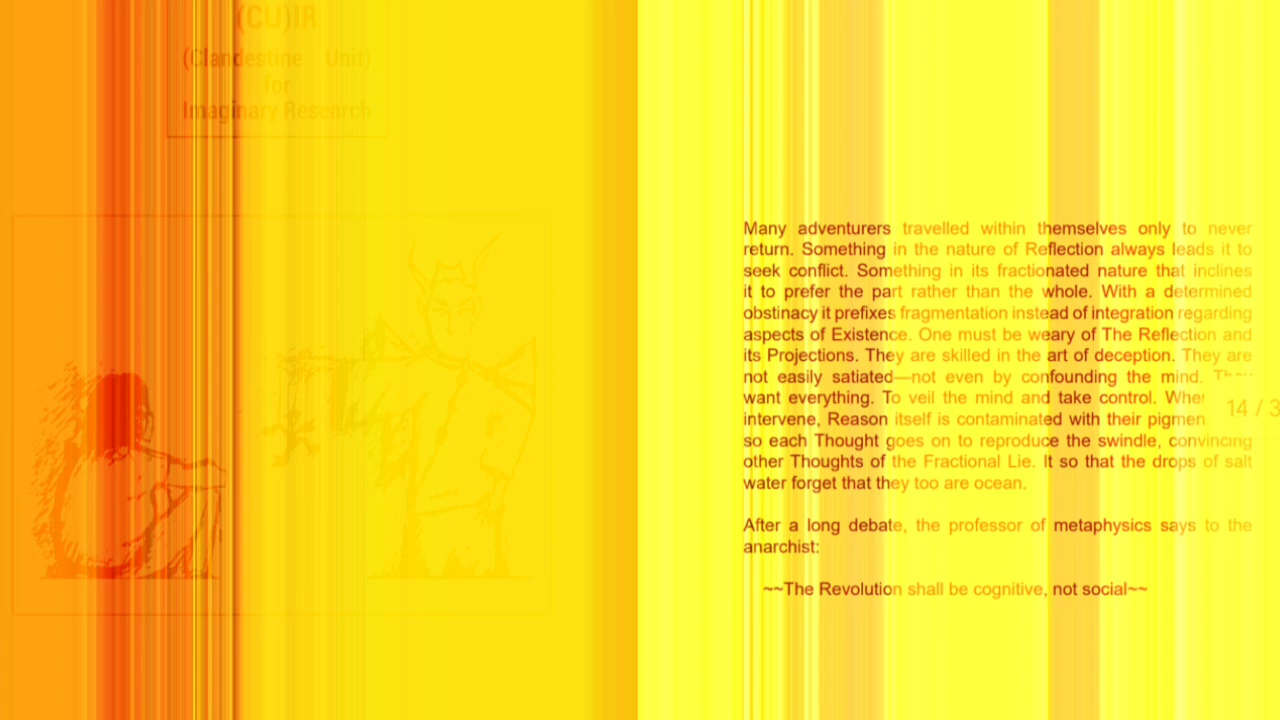 (CU)IR
(Clandestine Unit)
for
Imaginary Research
Many adventurers travelled within themselves only to never
return. Something in the nature of Reflection always leads it to
seek conflict. Something in its fractionated nature that inclines
it to prefer the part rather than the whole. With a determined
obstinacy it prefixes fragmentation instead of integration regarding
aspects of Existence. One must be weary of The Reflection and
its Projections. They are skilled in the art of deception. They are
not easily satiated—not even by confounding the mind.
want everything. To veil the mind and take control.
intervene, Reason itself is contaminated with their
so each Thought goes on to reproduce the swindle, convincing
other Thoughts of the Fractional Lie. It so that the drops of salt
water forget that they too are ocean.
After a long debate, the professor of metaphysics says to the
anarchist:
~~The Revolution shall be cognitive, not social~~
14 / 3